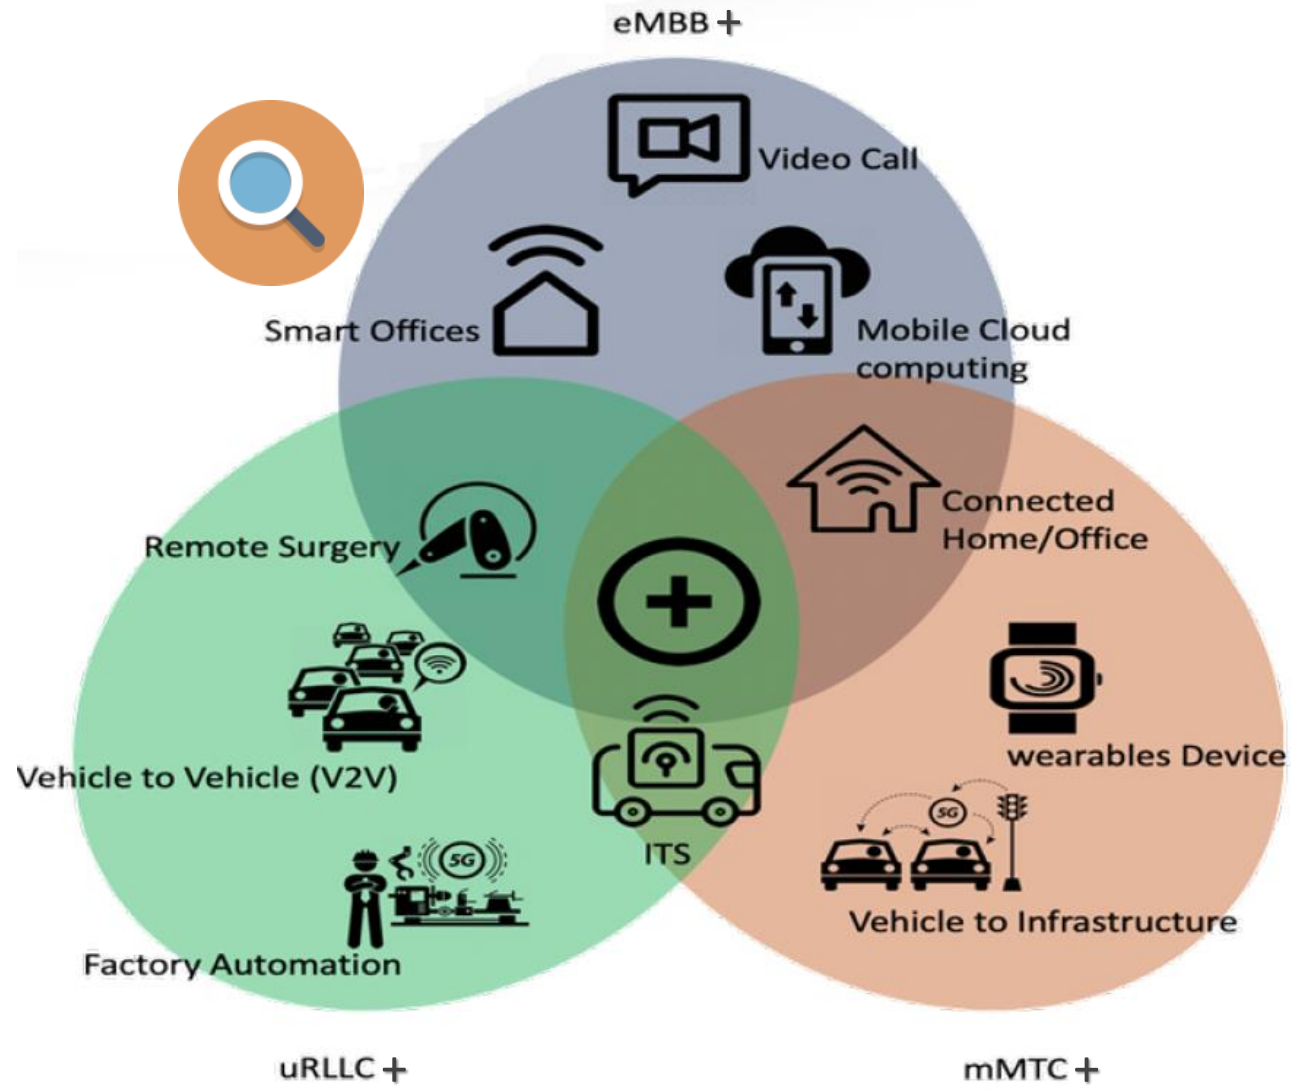 eMBB +
Video Call
Smart Offices
Mobile Cloud
computing
Connected
Home/Office
Remote Surgery
wearables Device
Vehicle to Vehicle (V2V)
5G
ITS
5G
Vehicle to Infrastructure
Factory Automation
uRLLC +
mMTC +